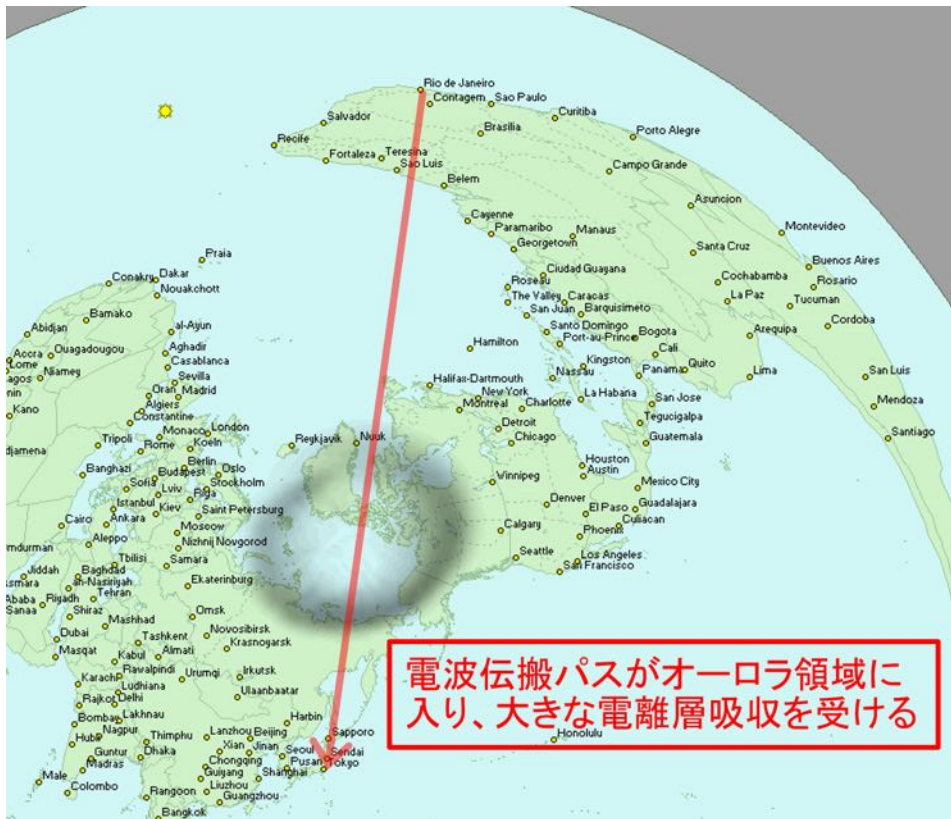 Rio de Janeiro
Contagem
Sao Paulo
Curitiba
Salvador
Brasilia
Porto Alegre
Recife
Fortaleza
Teresina
Sao Luis
Campo Grande
Belem
Asuncion
Cayenne
Paramaribo
Manaus
Montevideo
Georgetown
Santa Cruz
Praia
Buenos Aires
Conakry
Dakar
Ciudad Guayana
Cochabamba
Rosario
Nouakchott
Roseau
The Valley
Caracas
La Paz
Tucuman
Bamako
San Juan
Barquisimeto
Abidjan
al-Ajun
Santo Domingo
Bogota
Arequipa
Cordoba
Port-au-Prince
Accra
Ouagadougou
Aghadir
Hamilton
Cali
Lome
Casablanca
Kingston
Quito
Niamey
Sevilla
Halifax-Dartmouth
Nassau
Panama
Lima
San Luis
Oran
Madrid
New York
La Habana
San Jose
Kano
Algiers
Montreal
Charlotte
Mendoza
Constantine
Tegucigalpa
Monaco
London
Detroit
Tripoli
Rome
Koeln
Reykjavik
Nuuk
Chicago
Guatemala
Santiago
Banghazi
Berlin
Budapest
Oslo
Houston
Sofia
Stockholm
Winnipeg
Austin
Lviv
Riga
Mexico City
Istanbul
Kiev
Saint Petersburg
Denver
Guadalajara
Cairo
Ankara
Moscow
El Paso
Culiacan
Aleppo
Nizhnij Novgorod
Calgary
Phoenix
Tbilisi
Samara
Seattle
Los Angeles
Jiddah
Baghdad
San Francisco
an-Nasiriyah
Ekaterinburg
Tehran
Riyadh
Sanaa
Shiraz
Omsk
Mashhad
Novosibirsk
Dubai
Tashkent
Krasnoyarsk
Masqat
Kabul
Almati
Rawalpindi
Irkutsk
Karachi
Urumqi
Ludhiana
Ulaanbaatar
Rajkot
Delhi
Bombay
Lakhnau
Harbin
Nagpur
Thimphu
Lanzhou
Beijing
Sapporo
Honolulu
Xian
Jinan
Seoul
Sendai
Guntur
Dhaka
Chongqing
Pusan
Tokyo
Male
Madras
Guiyang
Shanghai
Colombo
Liuzhou
Rangoon
Guangzhou
Bangkok
電波伝搬パスがオーロラ領域に
入り、大きな電離層吸収を受ける